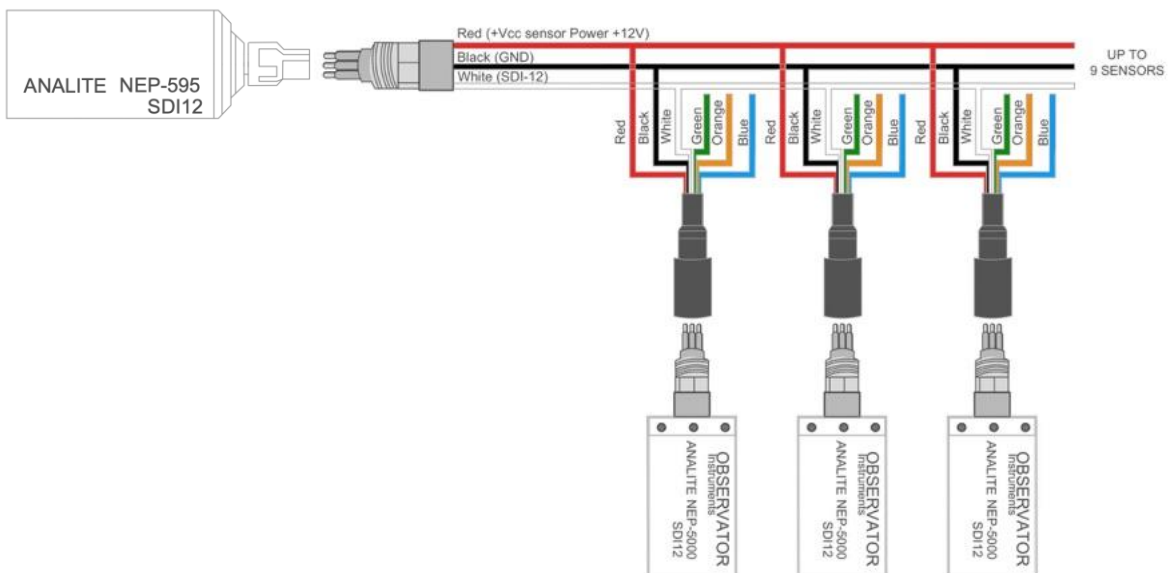 ANALITE NEP-595
SDI12
Red (+Vcc sensor Power +12V)
Black (GND)
White (SDI-12)
UP TO
9 SENSORS
Red
Black
White
Green
Orange
Blue
Red
Black
White
Green
Orange
Blue
Red
Black
White
Green
Orange
Blue
OBSERVATOR
Instruments
ANALITE NEP-5000
SDI12
OBSERVATOR
Instruments
ANALITE NEP-5000
SDI12
OBSERVATOR
Instruments
ANALITE NEP-5000
SDI12